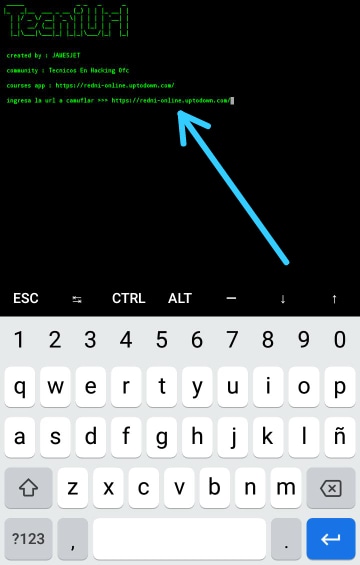 TecniUrl
created by : JAMESJET
community : Tecnicos En Hacking Ofc
courses app : https://redni-online.uptodown.com/
ingresa la url a camuflar >>> https://redni-online.uptodown.com/
ESC CTRL ALT — ↓ ↑
1 2 3 4 5 6 7 8 9 0
q w e r t y u i o p
a s d f g h j k l ñ
z x c v b n m
?123 , .